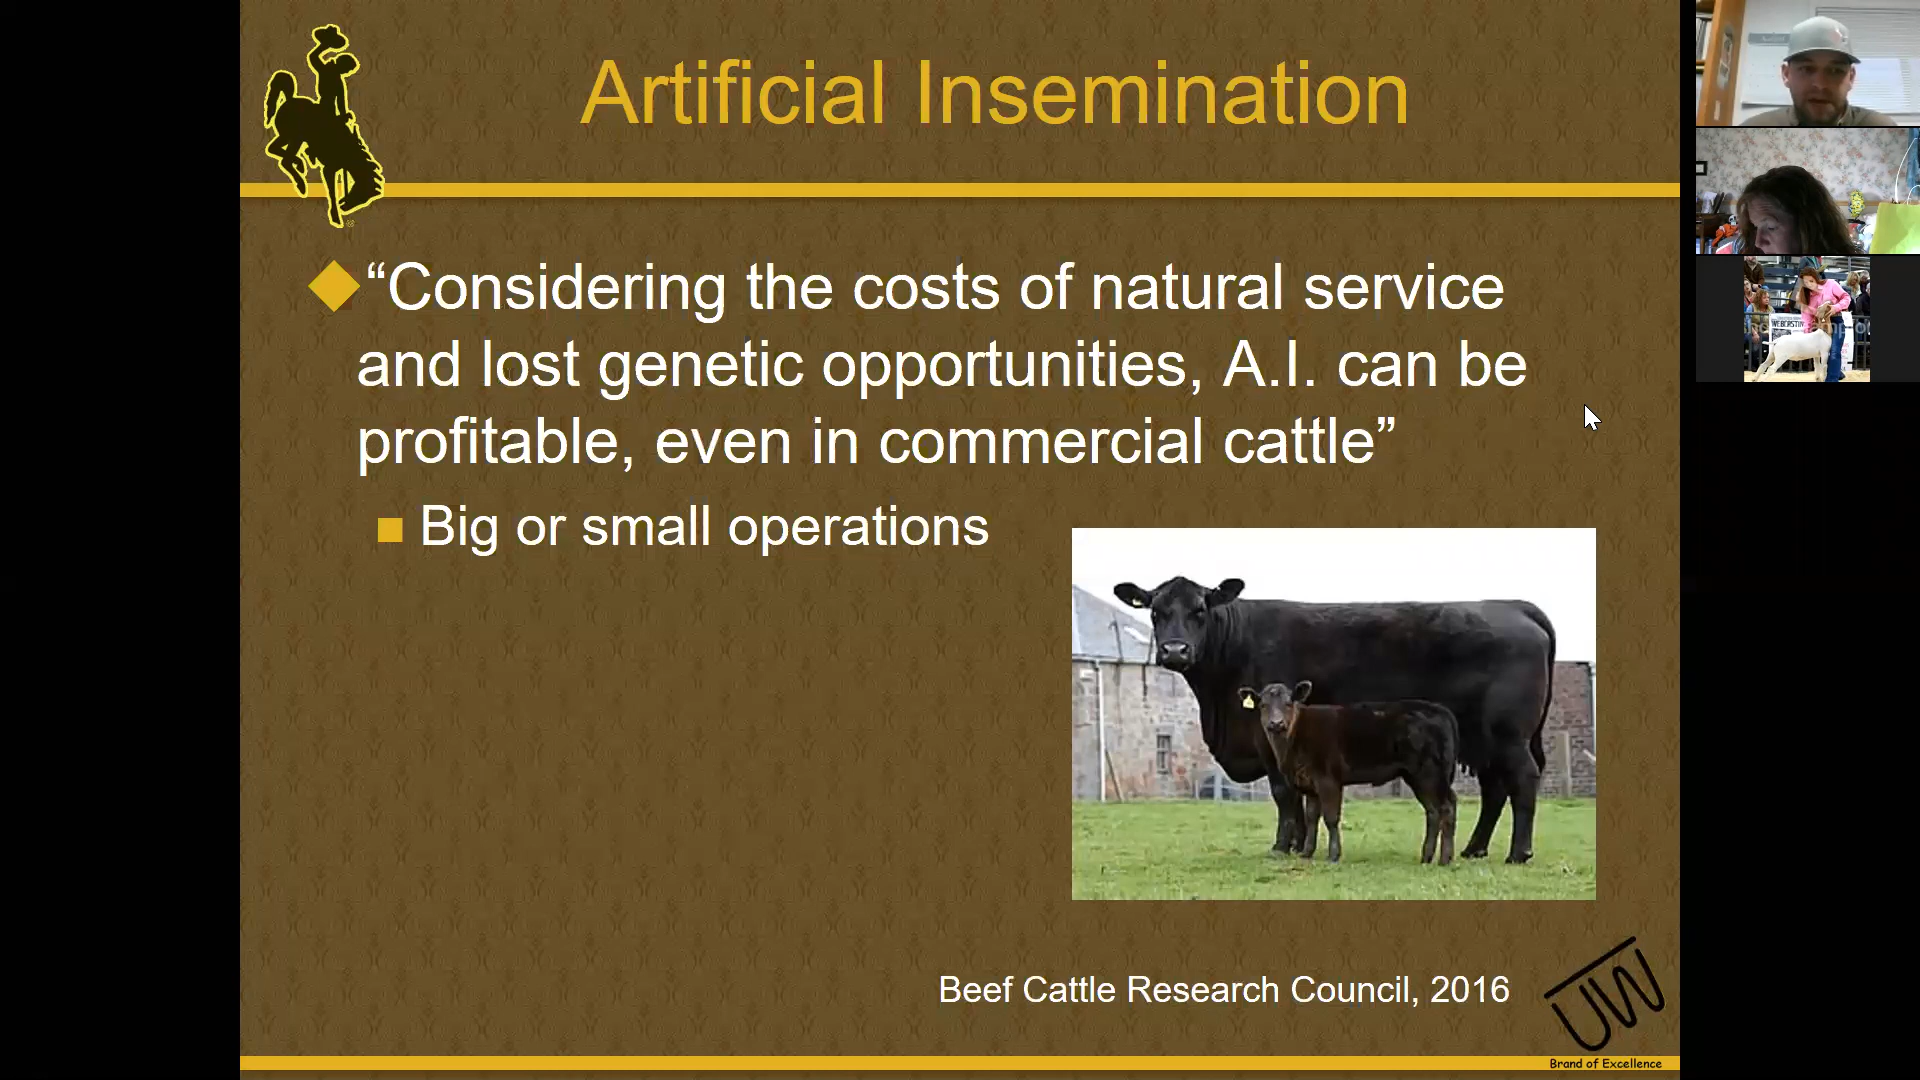 Artificial Insemination
“Considering the costs of natural service
and lost genetic opportunities, A.I. can be
profitable, even in commercial cattle”
Big or small operations
Beef Cattle Research Council, 2016
UW
Brand of Excellence